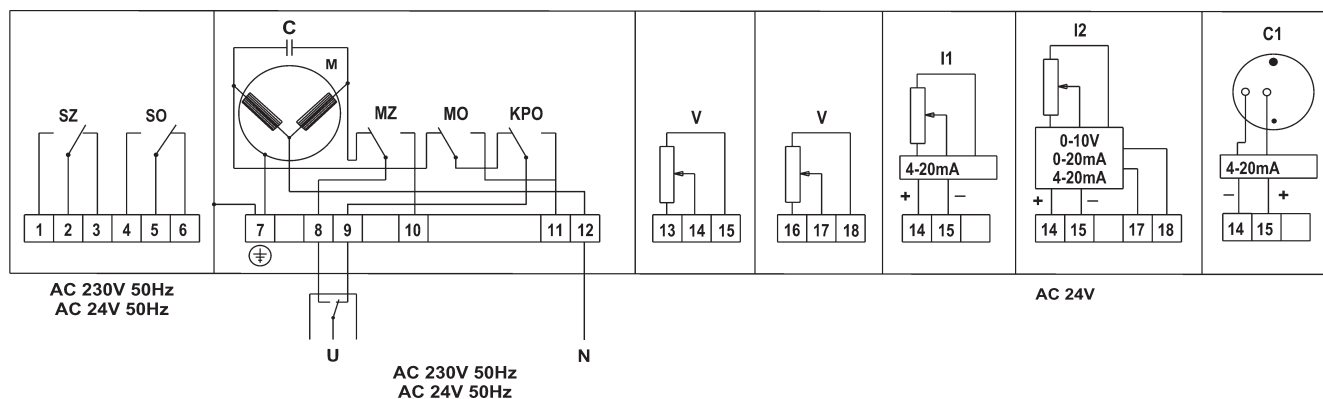 C
M
SZ SO
MZ MO KPO
V
V
I1
I2
C1
4-20mA
+ –
0-10V
0-20mA
4-20mA
+ –
4-20mA
– +
1 2 3 4 5 6
7 8 9 10 11 12
13 14 15
16 17 18
14 15
14 15 17 18
14 15
AC 230V 50Hz
AC 24V 50Hz
AC 24V
U N
AC 230V 50Hz
AC 24V 50Hz